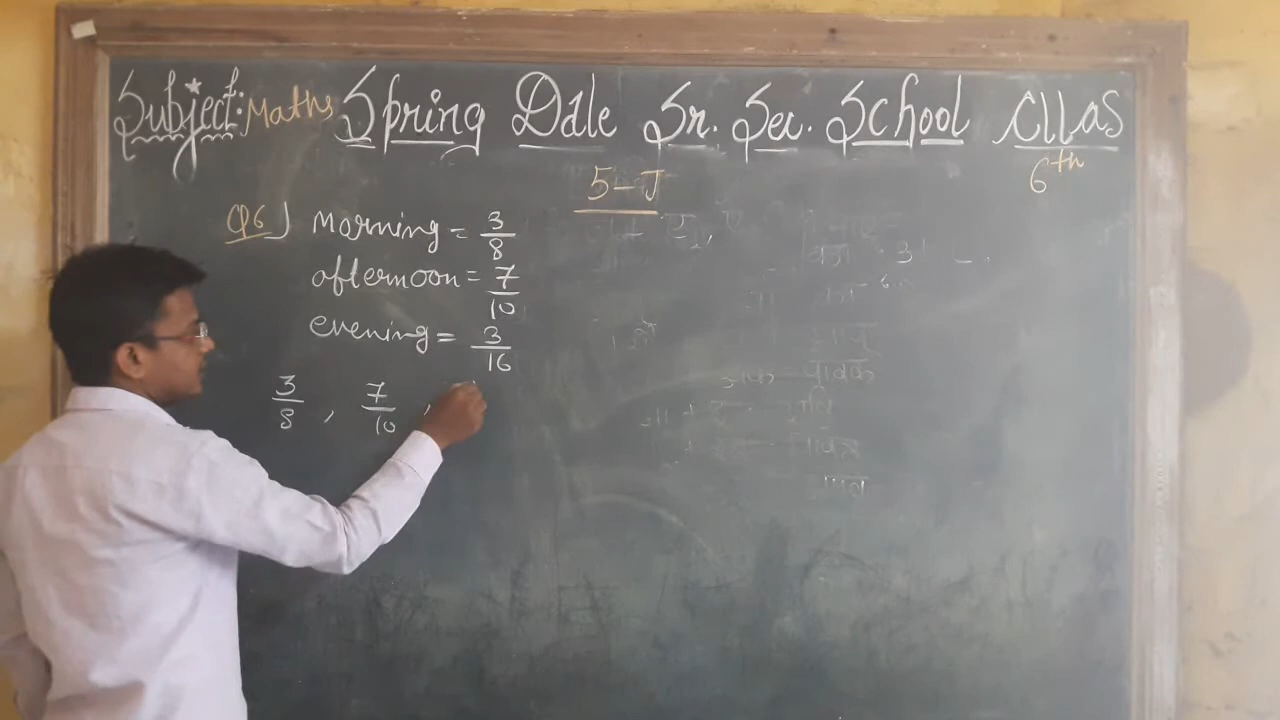 Subject: Maths Spring Dale Sr. Sec. School Cllas
6th
5-J
Q6) Morning = 3/8
afternoon = 7/10
evening = 3/16
3/8 , 7/10 ,